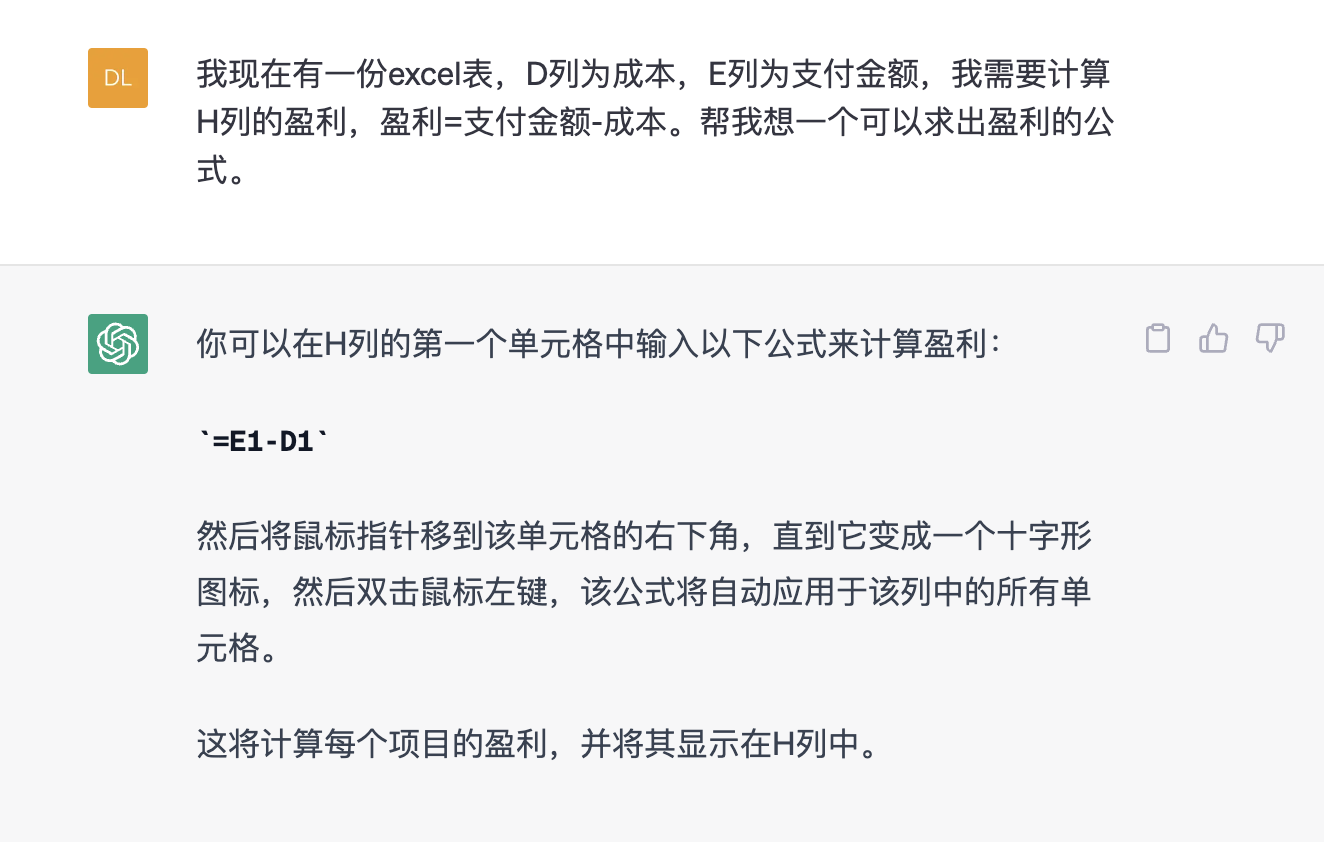 DL
我现在有一份excel表，D列为成本，E列为支付金额，我需要计算
H列的盈利，盈利=支付金额-成本。帮我想一个可以求出盈利的公
式。
你可以在H列的第一个单元格中输入以下公式来计算盈利：
`=E1-D1`
然后将鼠标指针移到该单元格的右下角，直到它变成一个十字形
图标，然后双击鼠标左键，该公式将自动应用于该列中的所有单
元格。
这将计算每个项目的盈利，并将其显示在H列中。